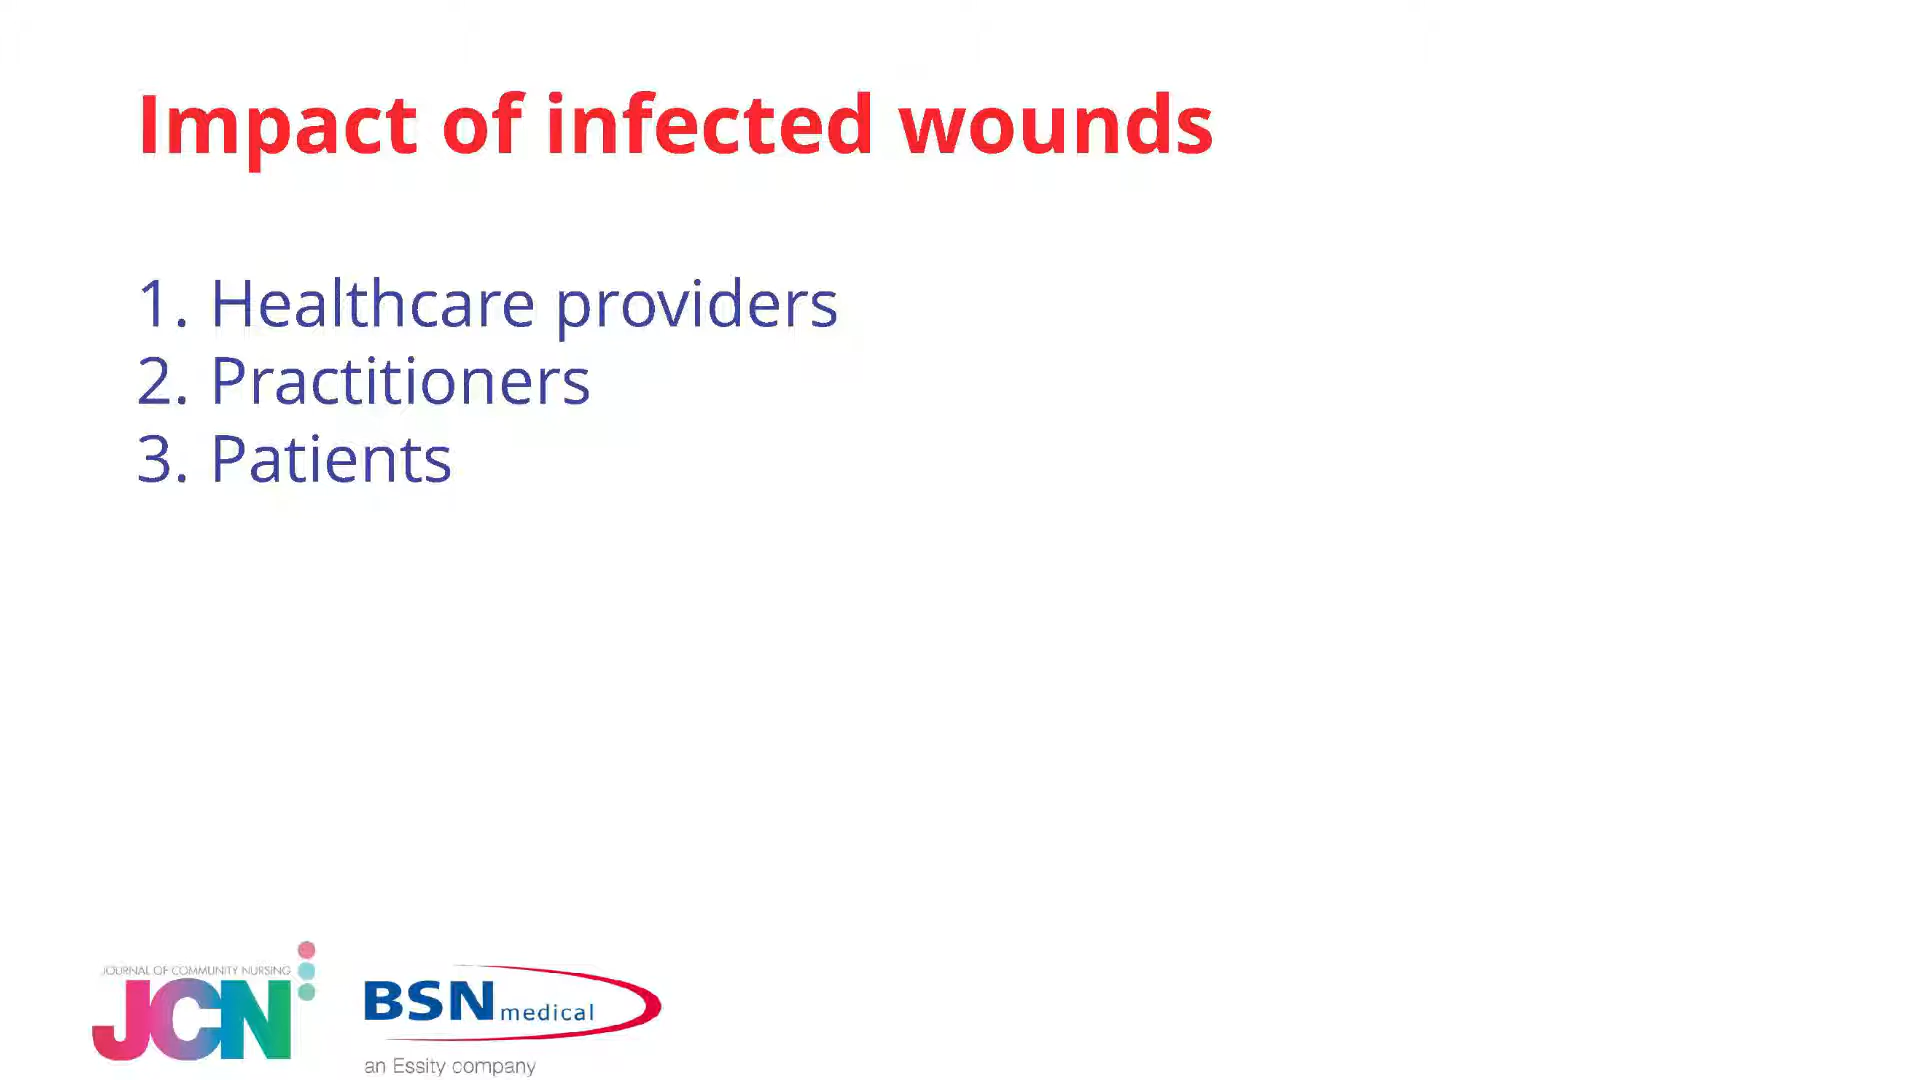 Impact of infected wounds
1. Healthcare providers
2. Practitioners
3. Patients
JOURNAL OF COMMUNITY NURSING
JCN
BSN medical
an Essity company